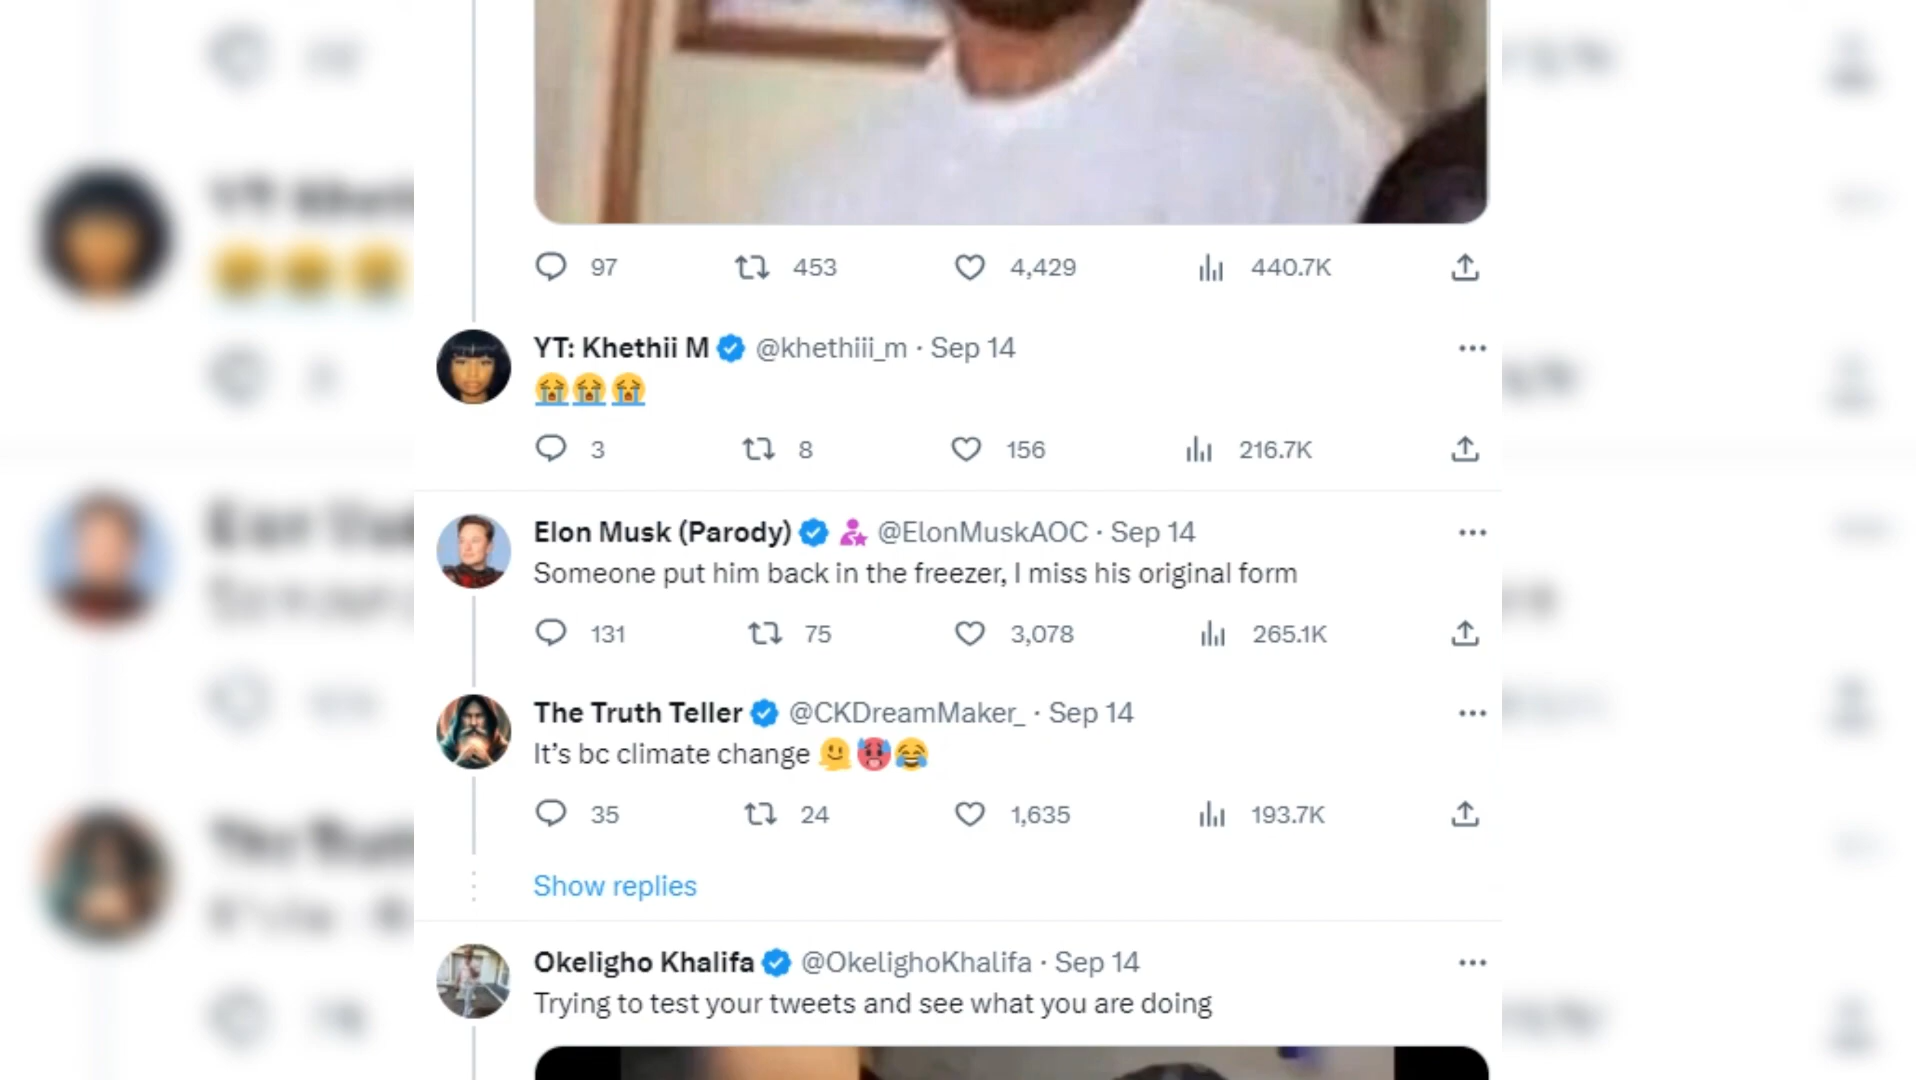 97 453 4,429 440.7K
YT: Khethii M @khethiii_m · Sep 14
😭😭😭
3 8 156 216.7K
Elon Musk (Parody) @ElonMuskAOC · Sep 14
Someone put him back in the freezer, I miss his original form
131 75 3,078 265.1K
The Truth Teller @CKDreamMaker_ · Sep 14
It’s bc climate change 🫠🥵😂
35 24 1,635 193.7K
Show replies
Okeligho Khalifa @OkelighoKhalifa · Sep 14
Trying to test your tweets and see what you are doing